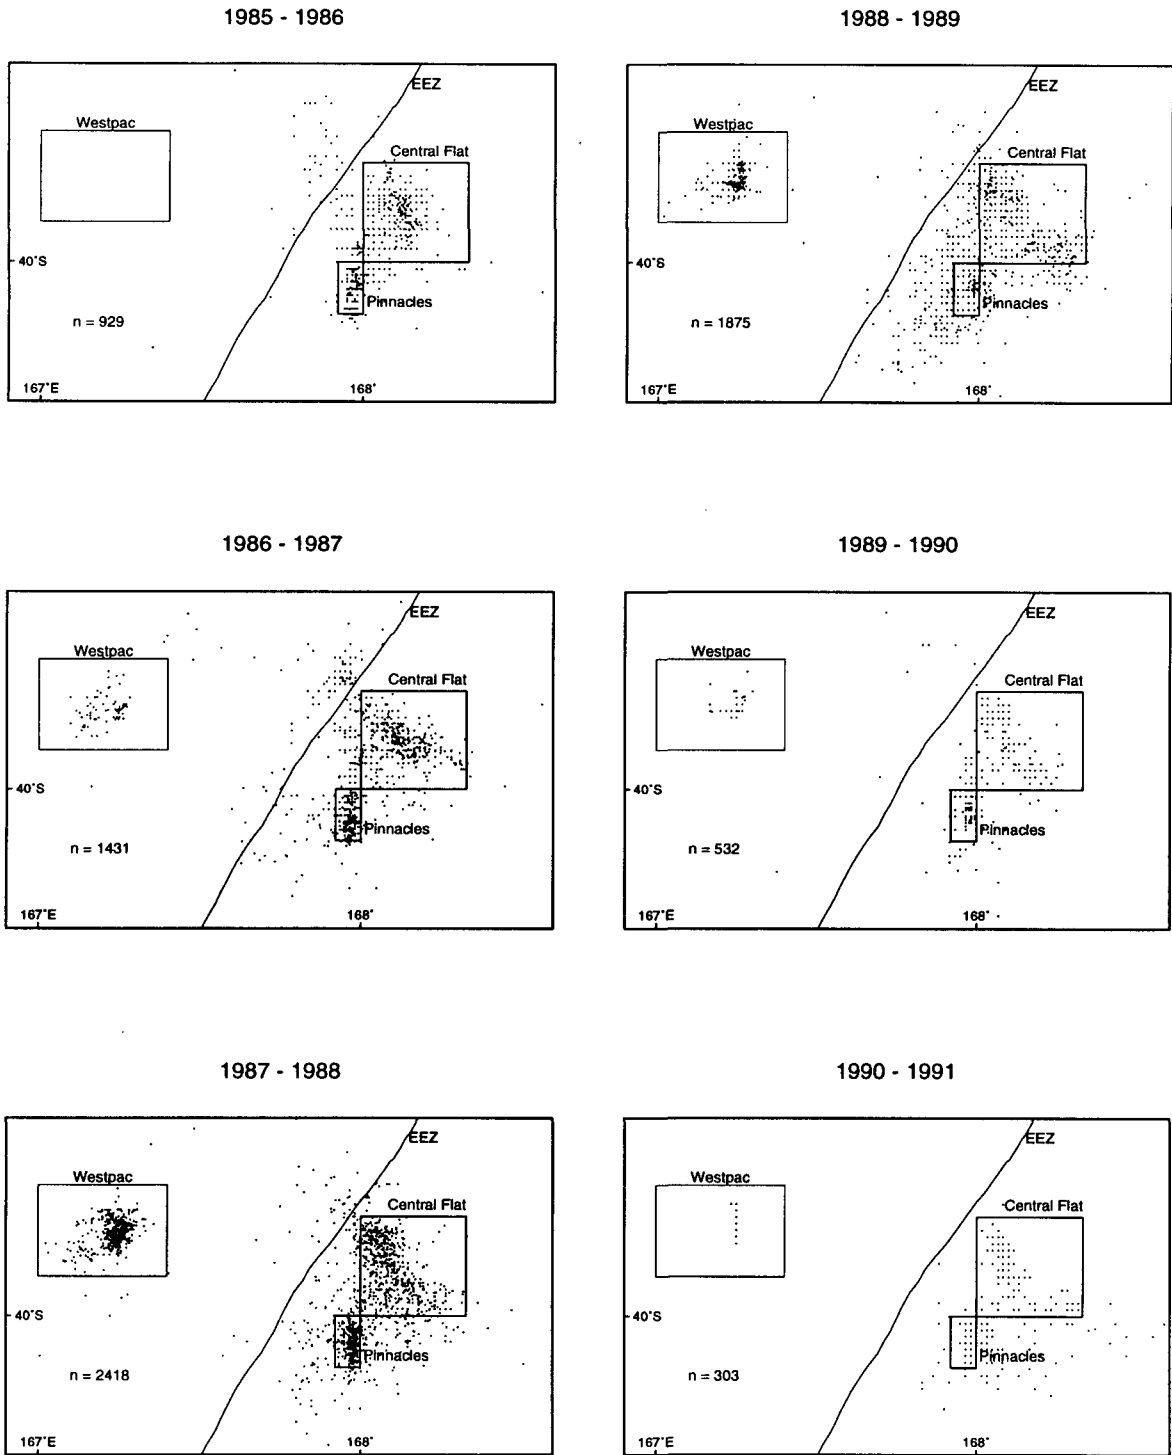 1985 - 1986
EEZ
Westpac
Central Flat
40°S
Pinnacles
n = 929
167°E
168°
1988 - 1989
EEZ
Westpac
Central Flat
40°S
Pinnacles
n = 1875
167°E
168°
1986 - 1987
EEZ
Westpac
Central Flat
40°S
Pinnacles
n = 1431
167°E
168°
1989 - 1990
EEZ
Westpac
Central Flat
40°S
Pinnacles
n = 532
167°E
168°
1987 - 1988
EEZ
Westpac
Central Flat
40°S
Pinnacles
n = 2418
167°E
168°
1990 - 1991
EEZ
Westpac
Central Flat
40°S
Pinnacles
n = 303
167°E
168°